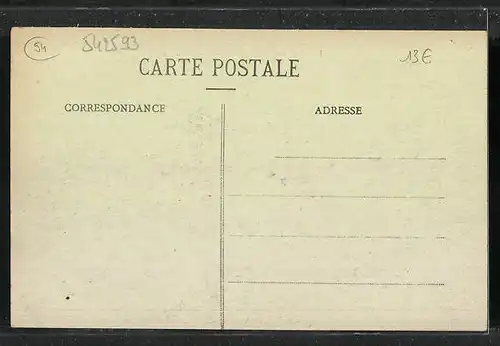 54
542593
13€
CARTE POSTALE
CORRESPONDANCE
ADRESSE